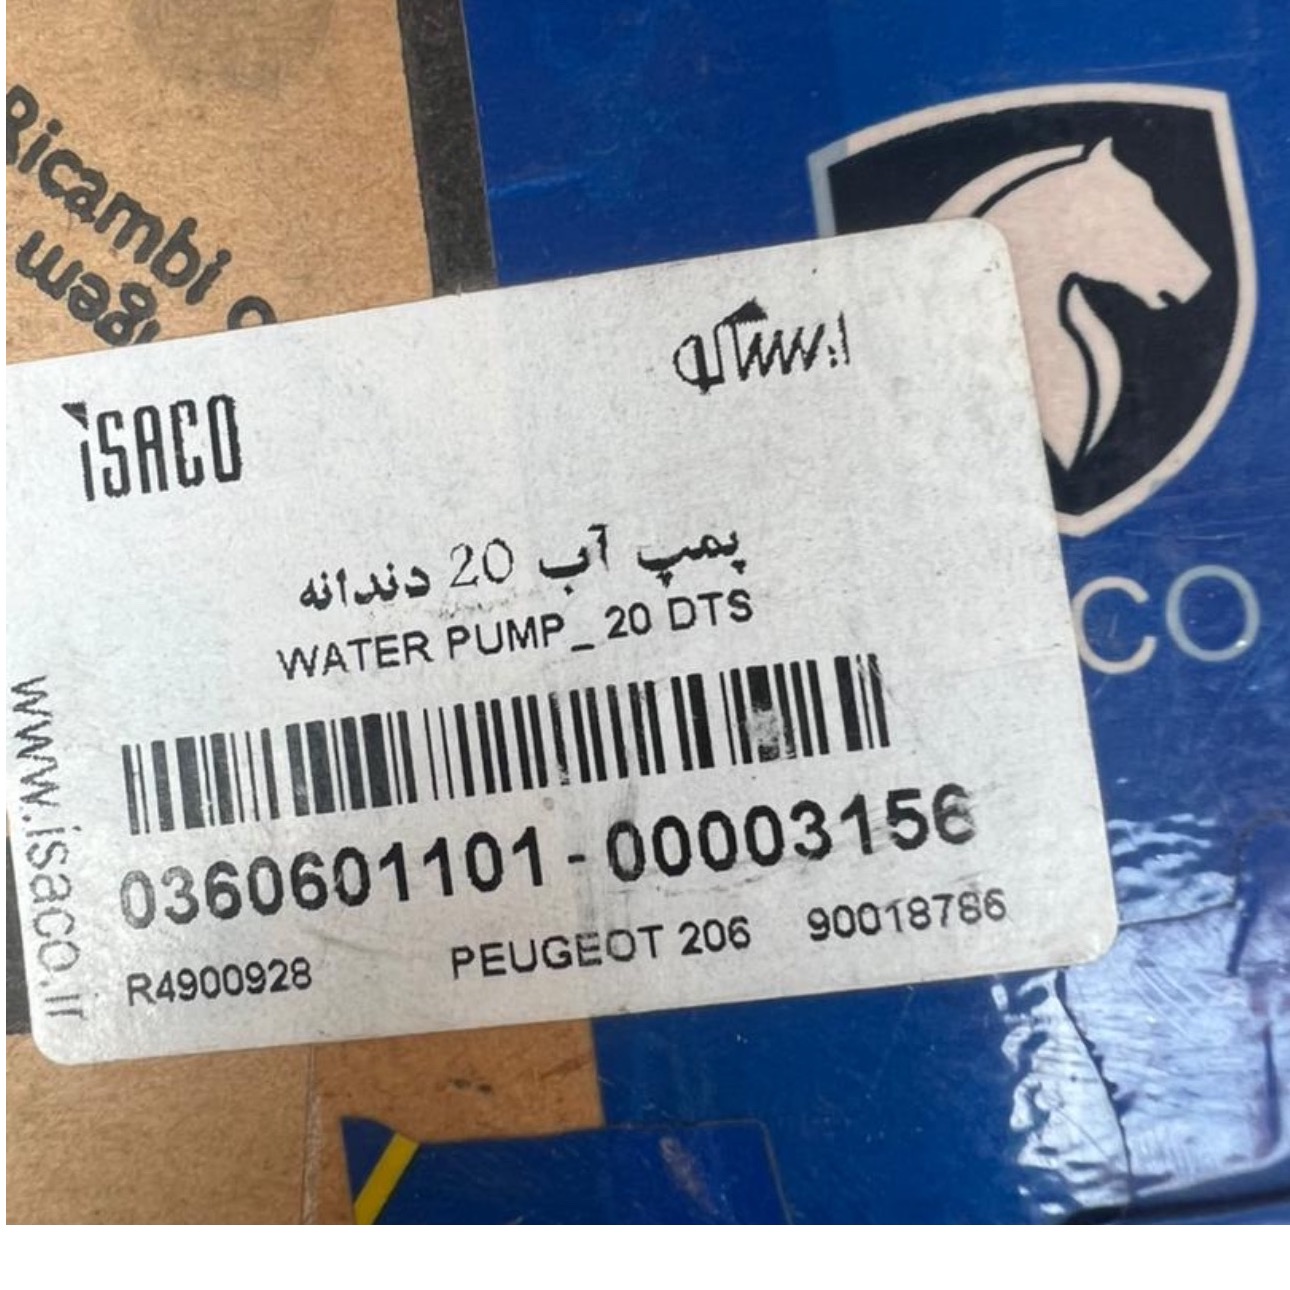 Ricambi o
ایساکو
iSACO
پمپ آب 20 دندانه
WATER PUMP_ 20 DTS
CO
www.isaco.ir
0360601101-00003156
R4900928 PEUGEOT 206 90018786